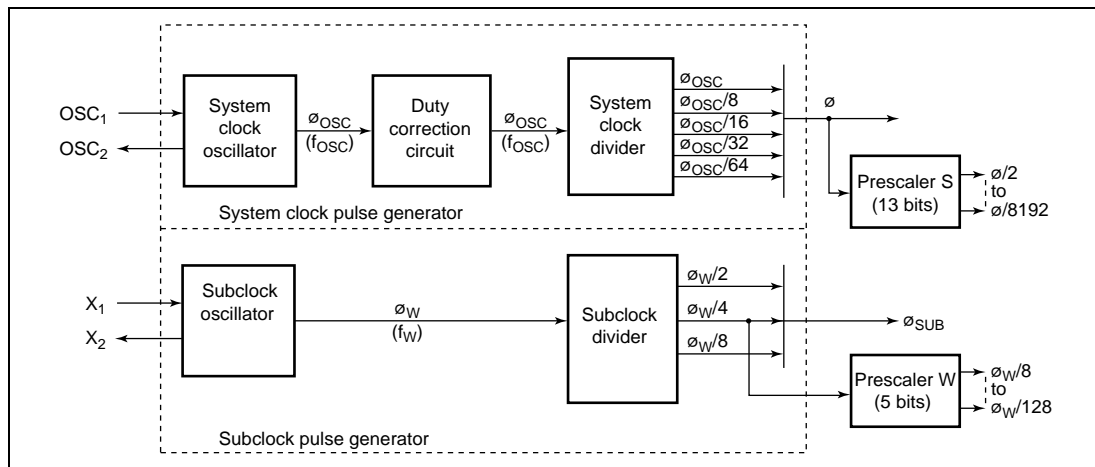 OSC1
OSC2
System
clock
oscillator
øOSC
(fOSC)
Duty
correction
circuit
øOSC
(fOSC)
System
clock
divider
øOSC
øOSC/8
øOSC/16
øOSC/32
øOSC/64
ø
Prescaler S
(13 bits)
ø/2
to
ø/8192
System clock pulse generator
X1
X2
Subclock
oscillator
øW
(fW)
Subclock
divider
øW/2
øW/4
øW/8
øSUB
Prescaler W
(5 bits)
øW/8
to
øW/128
Subclock pulse generator